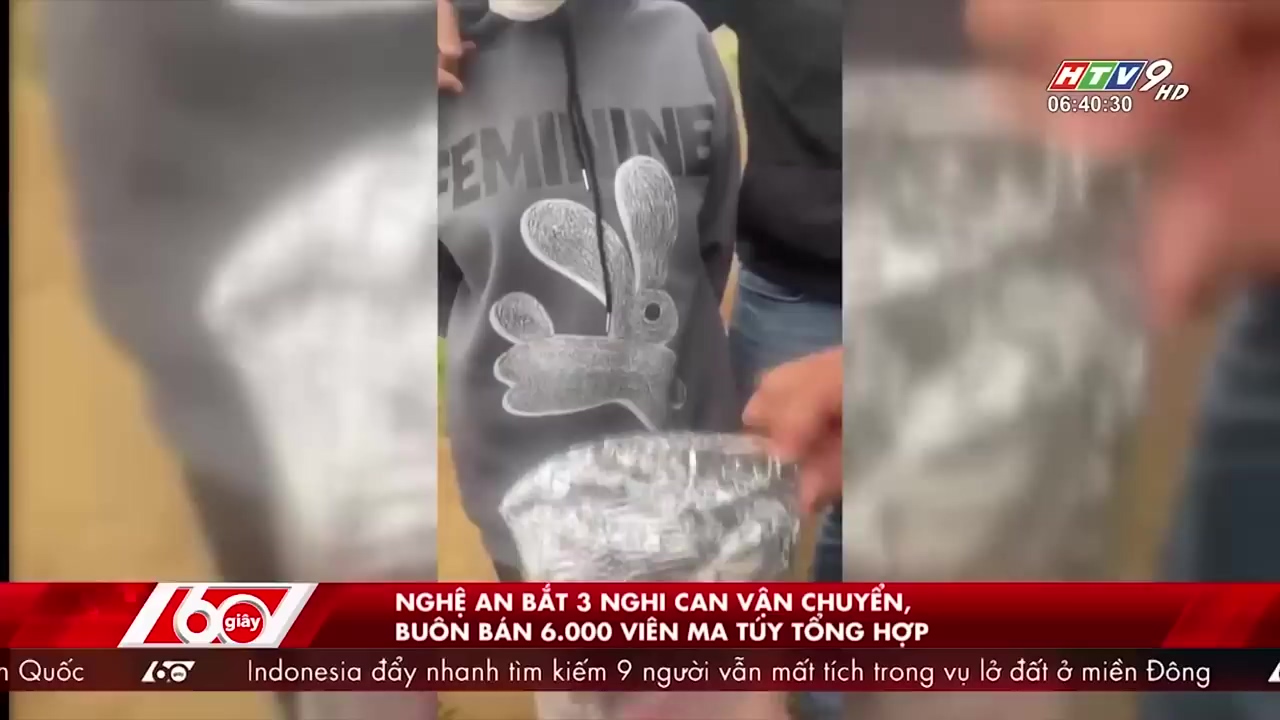 HTV9 HD
06:40:30
FEMININE
60 giây
NGHỆ AN BẮT 3 NGHI CAN VẬN CHUYỂN,
BUÔN BÁN 6.000 VIÊN MA TÚY TỔNG HỢP
Quốc
60 giây
Indonesia đẩy nhanh tìm kiếm 9 người vẫn mất tích trong vụ lở đất ở miền Đông